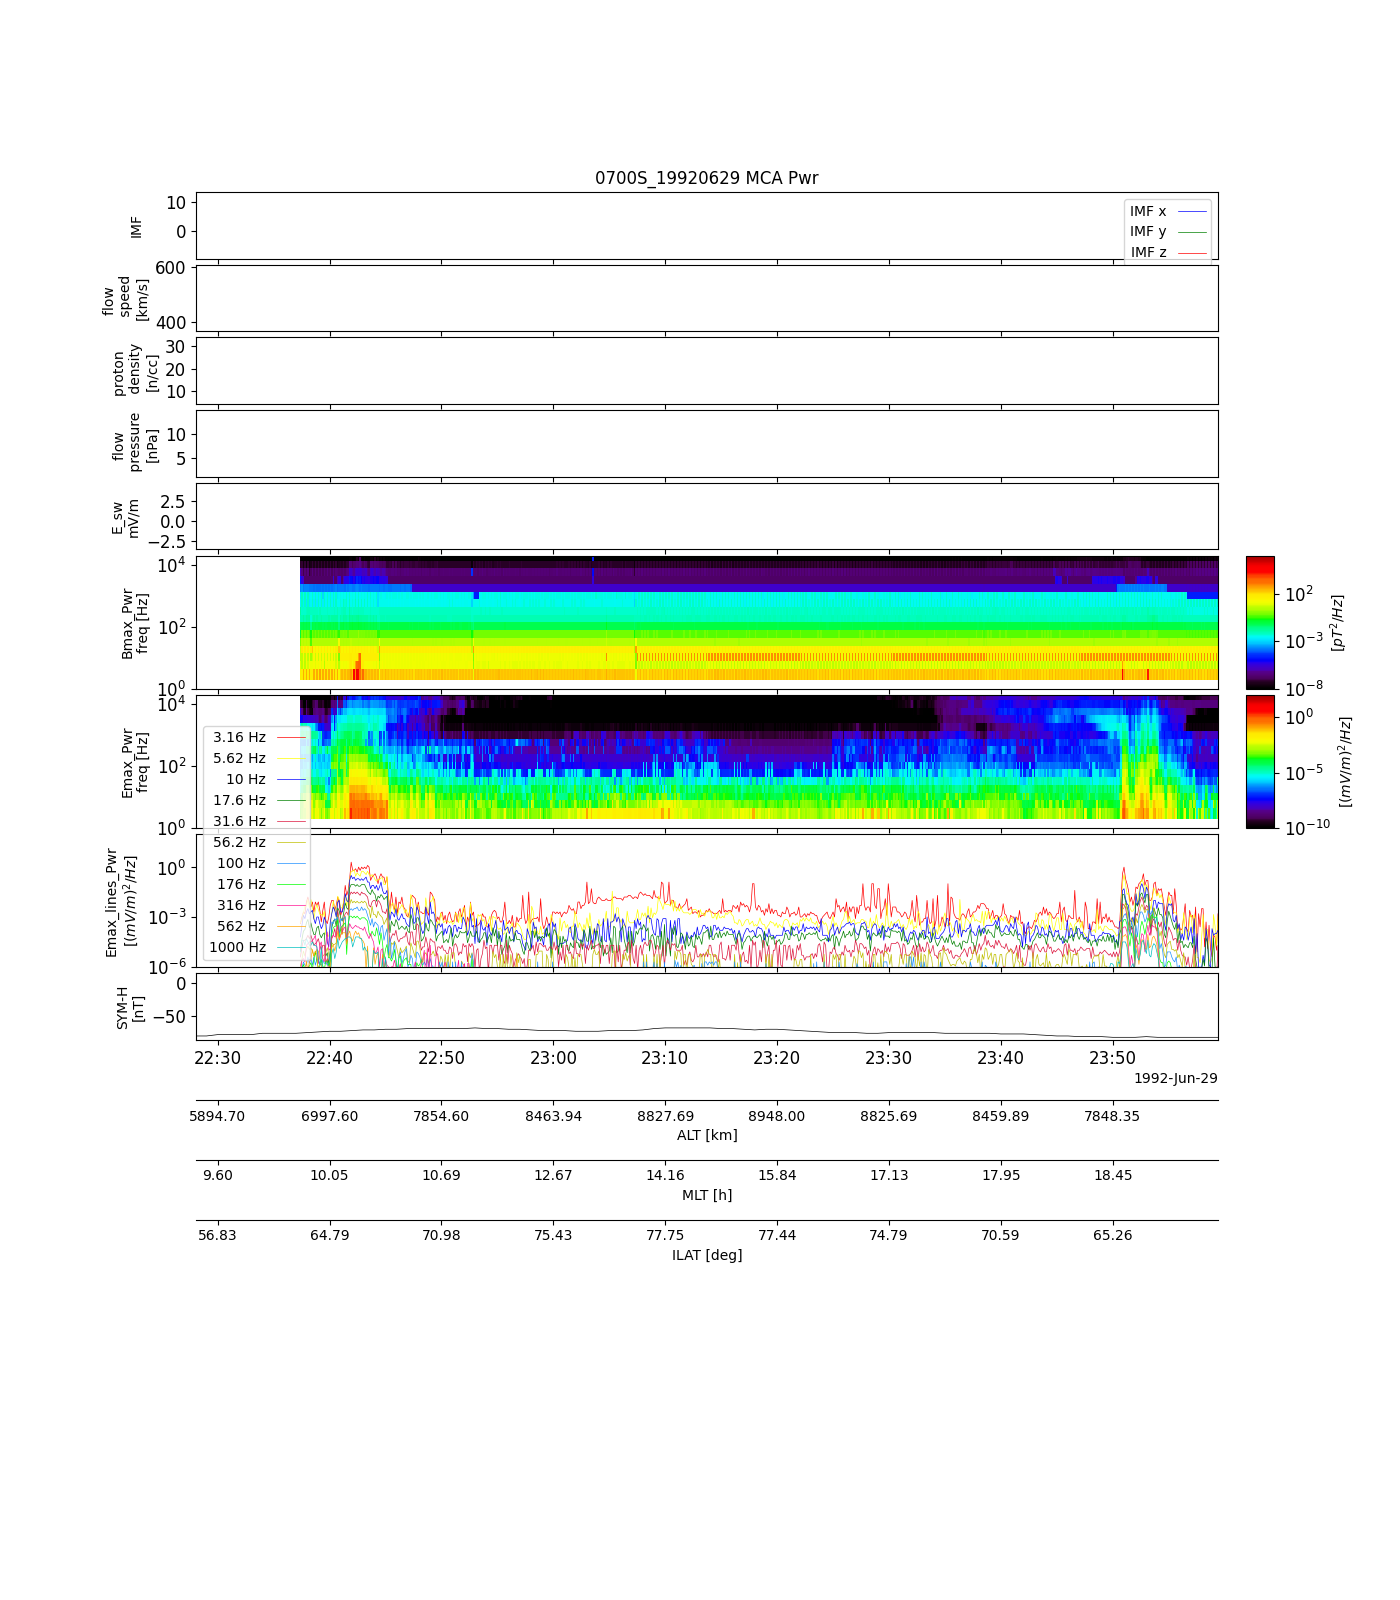 0700S_19920629 MCA Pwr
10
0
IMF
IMF x
IMF y
IMF z
600
400
flow
speed
[km/s]
30
20
10
proton
density
[n/cc]
10
5
flow
pressure
[nPa]
2.5
0.0
−2.5
E_sw
mV/m
10^4
10^2
10^0
Bmax_Pwr
freq [Hz]
10^2
10^−3
10^−8
[pT^2/Hz]
10^4
10^2
10^0
Emax_Pwr
freq [Hz]
10^0
10^−5
10^−10
[(mV/m)^2/Hz]
3.16 Hz
5.62 Hz
10 Hz
17.6 Hz
31.6 Hz
56.2 Hz
100 Hz
176 Hz
316 Hz
562 Hz
1000 Hz
10^0
10^−3
10^−6
Emax_lines_Pwr
[(mV/m)^2/Hz]
0
−50
SYM-H
[nT]
22:30 22:40 22:50 23:00 23:10 23:20 23:30 23:40 23:50
1992-Jun-29
5894.70 6997.60 7854.60 8463.94 8827.69 8948.00 8825.69 8459.89 7848.35
ALT [km]
9.60 10.05 10.69 12.67 14.16 15.84 17.13 17.95 18.45
MLT [h]
56.83 64.79 70.98 75.43 77.75 77.44 74.79 70.59 65.26
ILAT [deg]